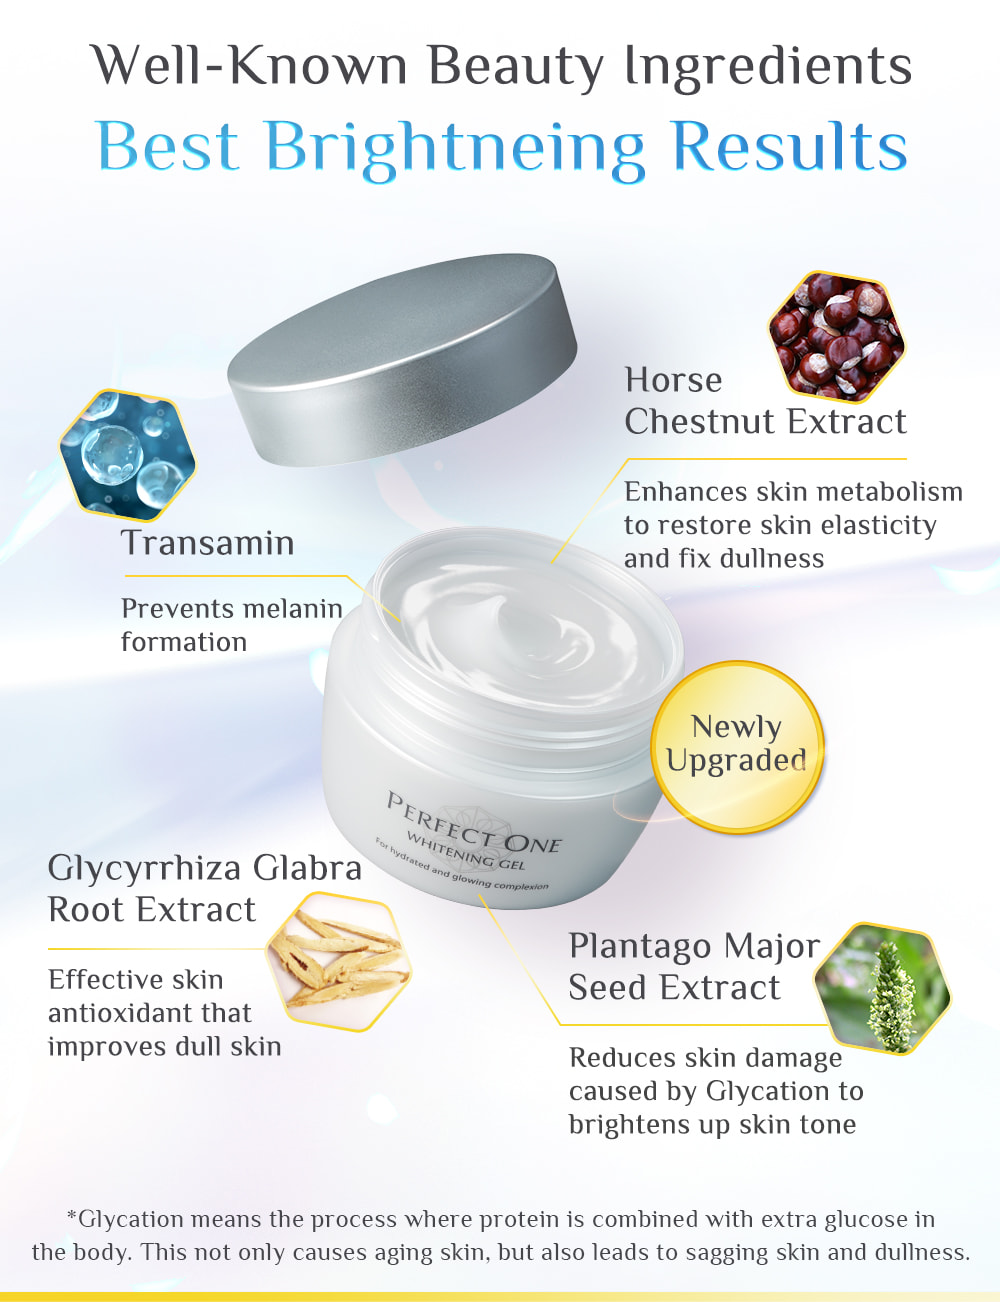 Well-Known Beauty Ingredients
Best Brightneing Results
Horse
Chestnut Extract
Enhances skin metabolism
to restore skin elasticity
and fix dullness
Transamin
Prevents melanin
formation
Newly
Upgraded
PERFECT ONE
WHITENING GEL
For hydrated and glowing complexion
Glycyrrhiza Glabra
Root Extract
Effective skin
antioxidant that
improves dull skin
Plantago Major
Seed Extract
Reduces skin damage
caused by Glycation to
brightens up skin tone
*Glycation means the process where protein is combined with extra glucose in
the body. This not only causes aging skin, but also leads to sagging skin and dullness.